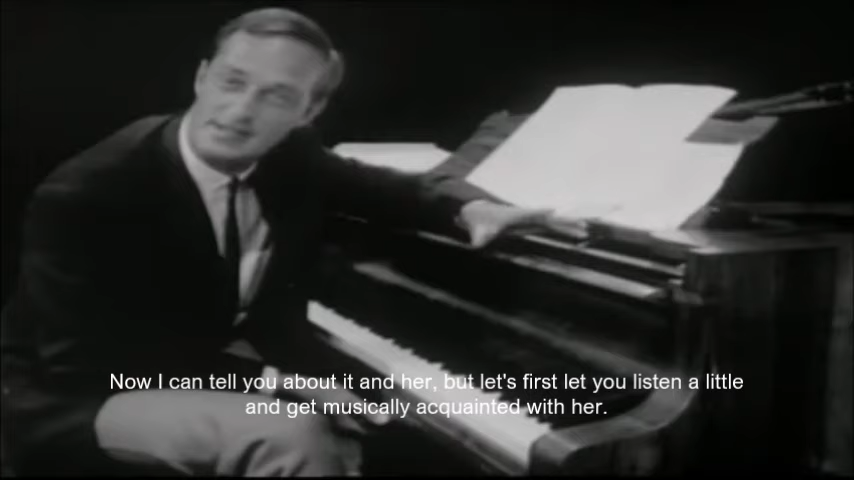 Now I can tell you about it and her, but let's first let you listen a little
and get musically acquainted with her.